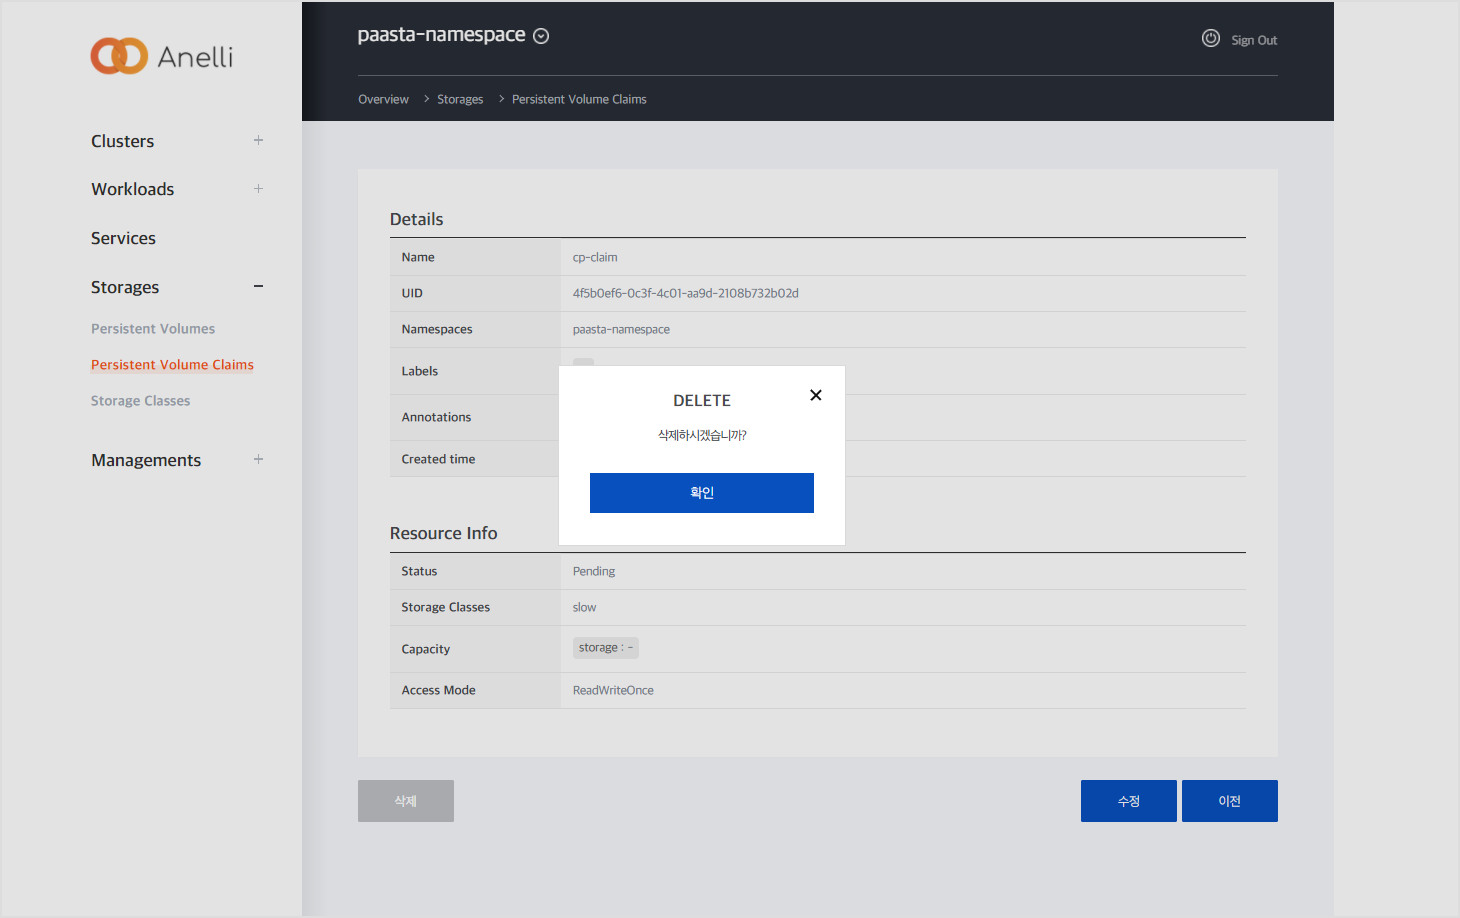 Anelli
Clusters
Workloads
Services
Storages
Persistent Volumes
Persistent Volume Claims
Storage Classes
Managements
paasta-namespace
Sign Out
Overview > Storages > Persistent Volume Claims
Details
Name cp-claim
UID 4f5b0ef6-0c3f-4c01-aa9d-2108b732b02d
Namespaces paasta-namespace
Labels
Annotations
Created time
DELETE
삭제하시겠습니까?
확인
Resource Info
Status Pending
Storage Classes slow
Capacity storage : -
Access Mode ReadWriteOnce
삭제
수정
이전